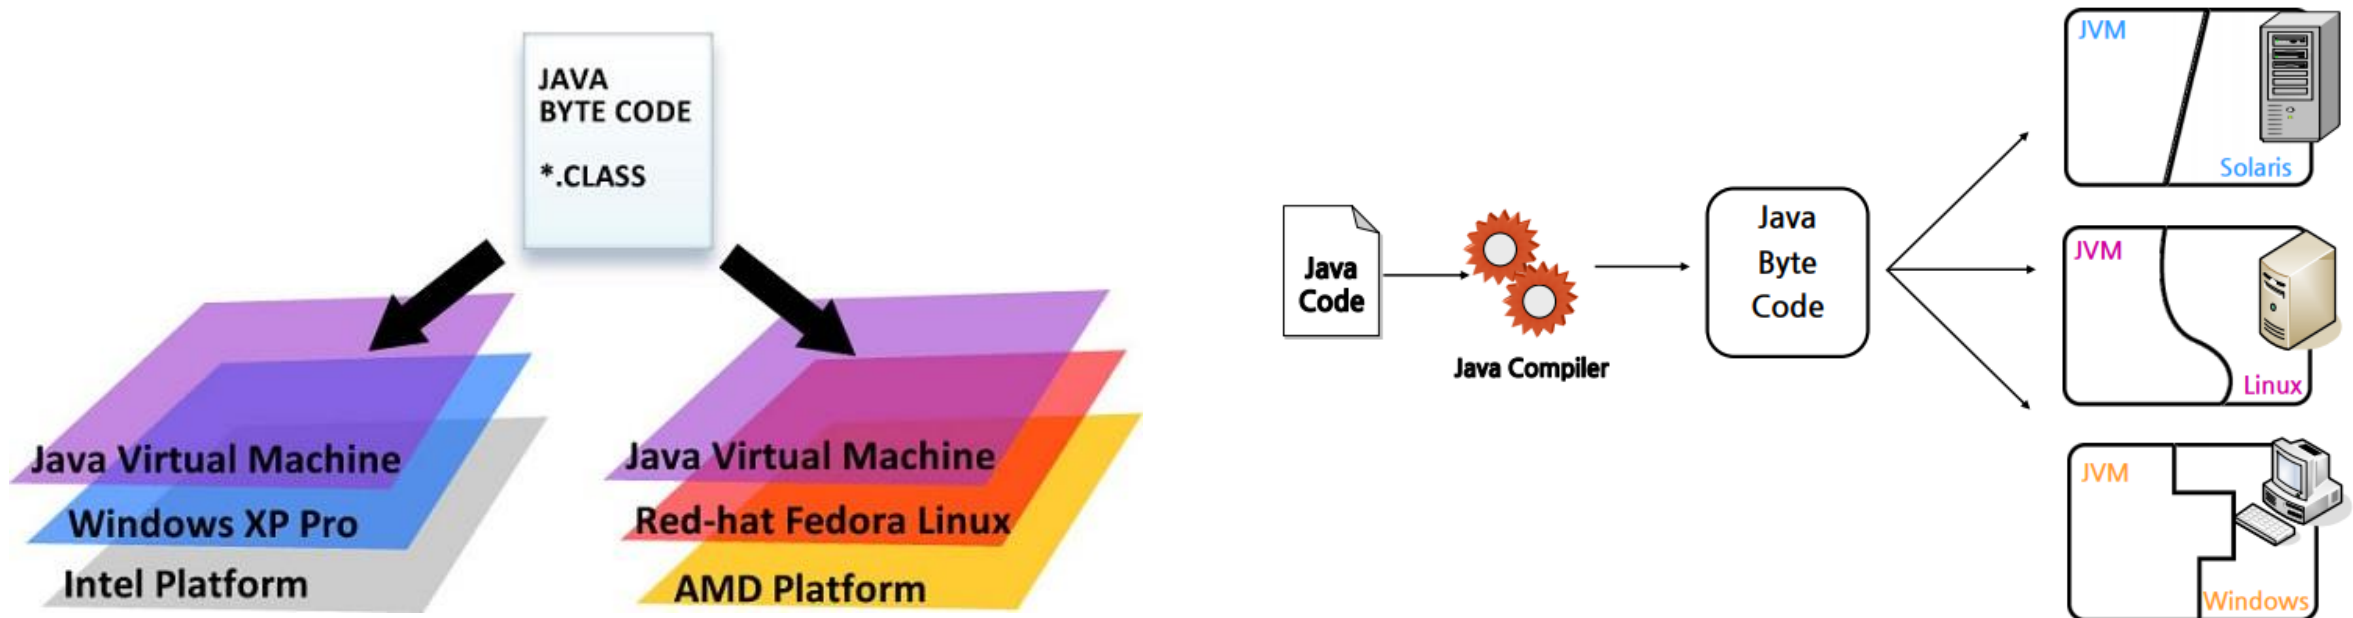 JAVA
BYTE CODE
*.CLASS
Java Virtual Machine
Windows XP Pro
Intel Platform
Java Virtual Machine
Red-hat Fedora Linux
AMD Platform
Java
Code
Java Compiler
Java
Byte
Code
JVM
Solaris
JVM
Linux
JVM
Windows